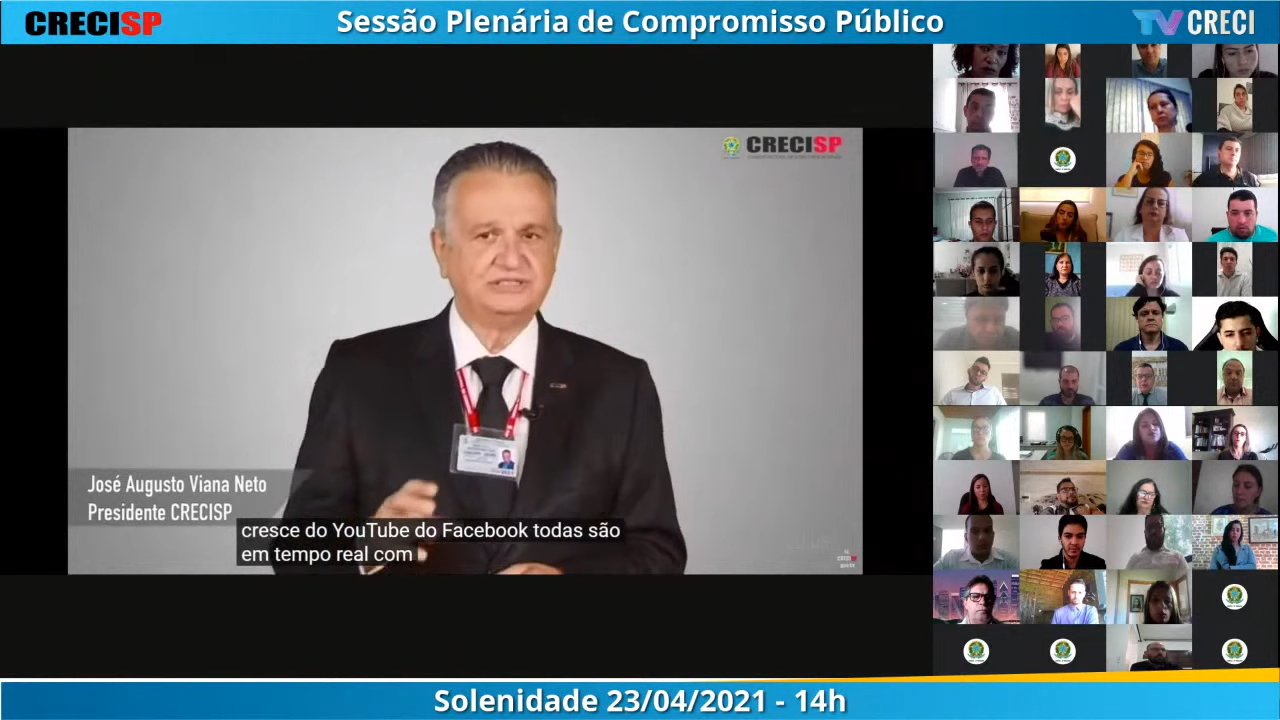 CRECISP
Sessão Plenária de Compromisso Público
TV CRECI
CRECISP
José Augusto Viana Neto
Presidente CRECISP
cresce do YouTube do Facebook todas são
em tempo real com
Solenidade 23/04/2021 - 14h